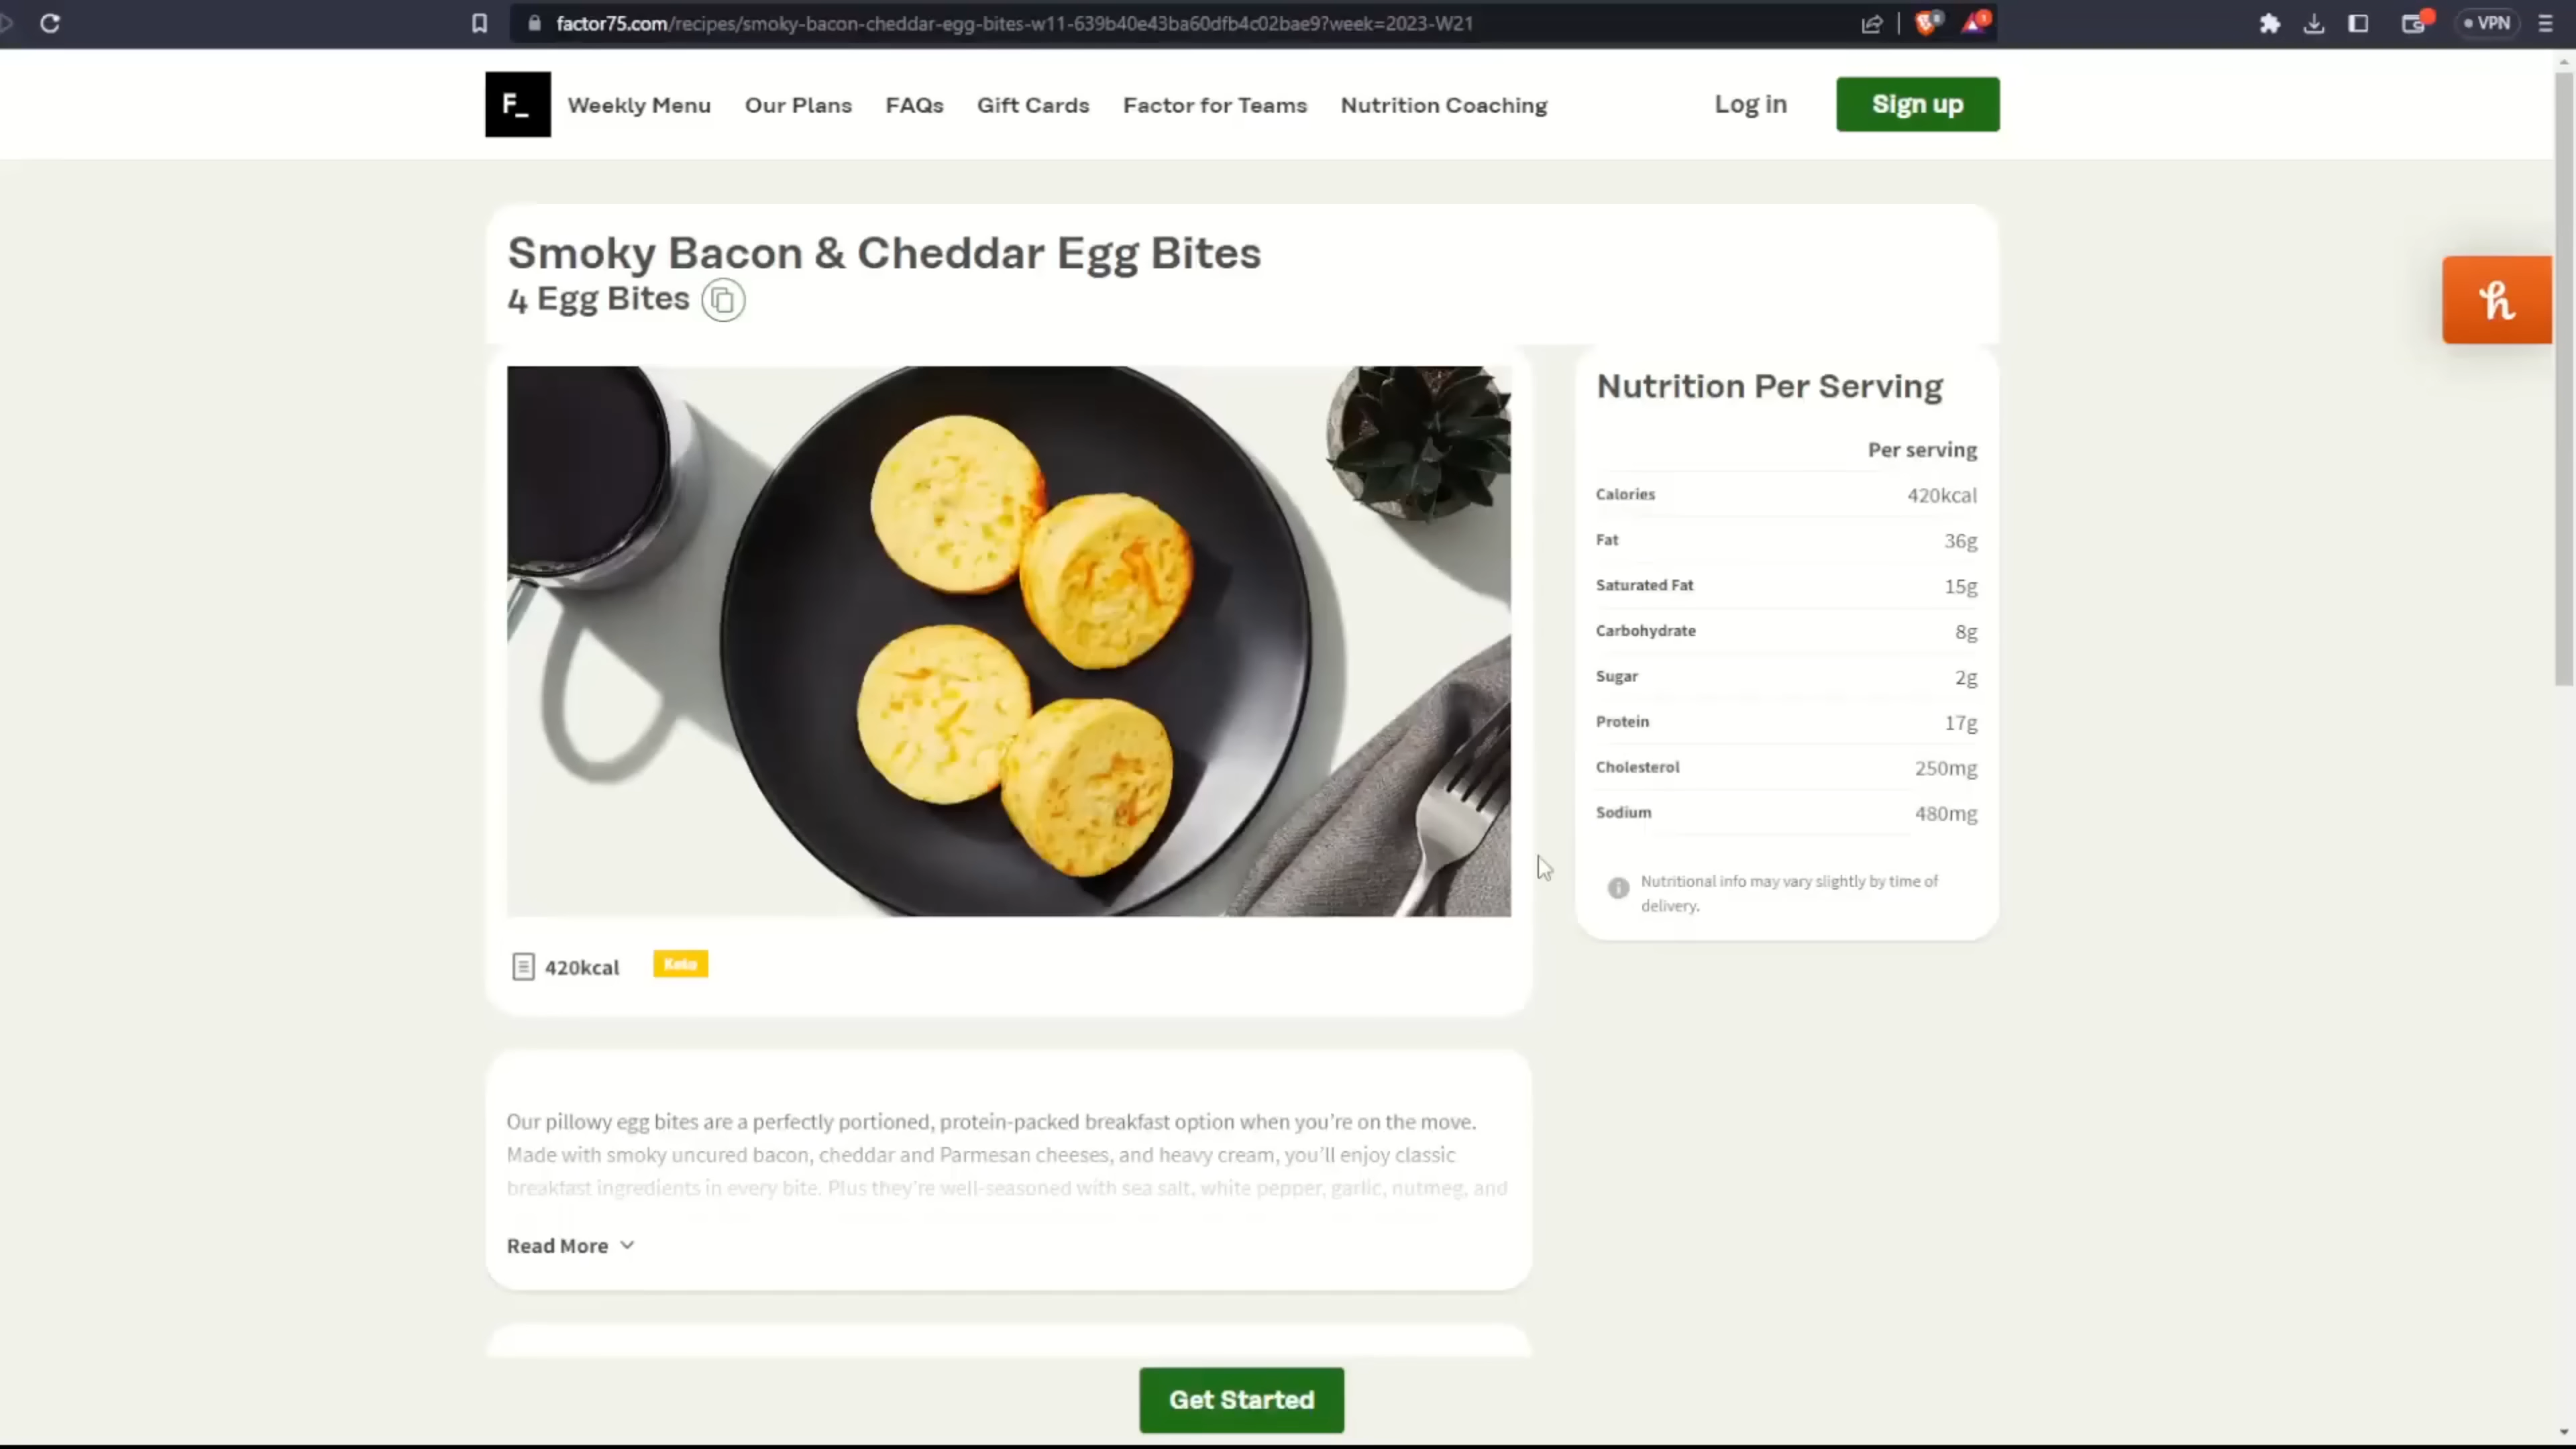 factor75.com/recipes/smoky-bacon-cheddar-egg-bites-w11-639b40e43ba60dfb4c02bae9?week=2023-W21
VPN
F_
Weekly Menu
Our Plans
FAQs
Gift Cards
Factor for Teams
Nutrition Coaching
Log in
Sign up
Smoky Bacon & Cheddar Egg Bites
4 Egg Bites
h
Nutrition Per Serving
Per serving
Calories 420kcal
Fat 36g
Saturated Fat 15g
Carbohydrate 8g
Sugar 2g
Protein 17g
Cholesterol 250mg
Sodium 480mg
Nutritional info may vary slightly by time of
delivery.
420kcal
Keto
Our pillowy egg bites are a perfectly portioned, protein-packed breakfast option when you're on the move.
Made with smoky uncured bacon, cheddar and Parmesan cheeses, and heavy cream, you'll enjoy classic
breakfast ingredients in every bite. Plus they're well-seasoned with sea salt, white pepper, garlic, nutmeg, and
Read More
Get Started